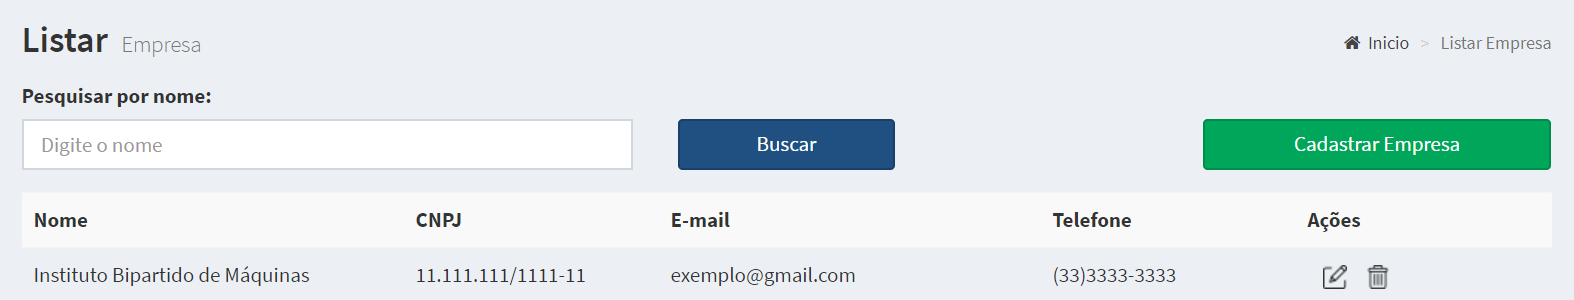 Listar Empresa
Inicio > Listar Empresa
Pesquisar por nome:
Digite o nome
Buscar
Cadastrar Empresa
Nome CNPJ E-mail Telefone Ações
Instituto Bipartido de Máquinas 11.111.111/1111-11 exemplo@gmail.com (33)3333-3333